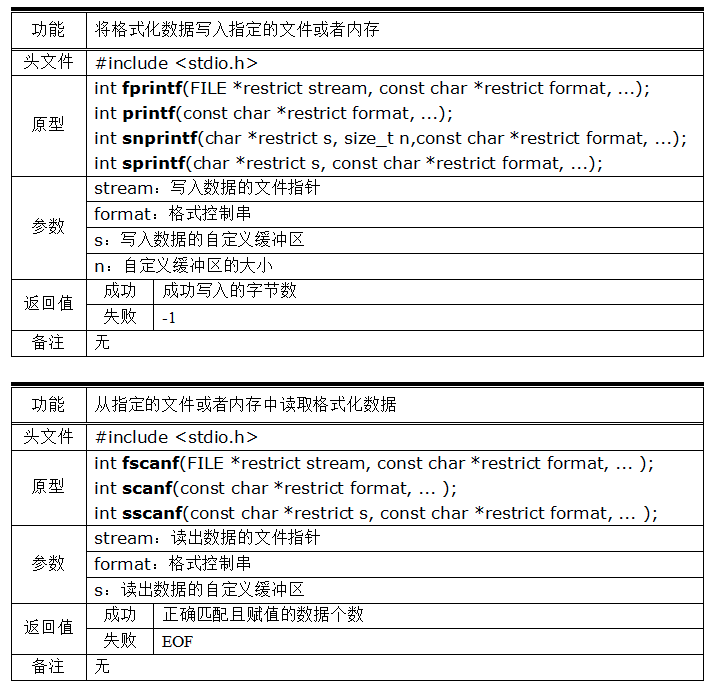 功能 将格式化数据写入指定的文件或者内存
头文件 #include <stdio.h>
原型 int fprintf(FILE *restrict stream, const char *restrict format, ...);
int printf(const char *restrict format, ...);
int snprintf(char *restrict s, size_t n,const char *restrict format, ...);
int sprintf(char *restrict s, const char *restrict format, ...);
参数 stream：写入数据的文件指针
format：格式控制串
s：写入数据的自定义缓冲区
n：自定义缓冲区的大小
返回值 成功 成功写入的字节数
失败 -1
备注 无
功能 从指定的文件或者内存中读取格式化数据
头文件 #include <stdio.h>
原型 int fscanf(FILE *restrict stream, const char *restrict format, ... );
int scanf(const char *restrict format, ... );
int sscanf(const char *restrict s, const char *restrict format, ... );
参数 stream：读出数据的文件指针
format：格式控制串
s：读出数据的自定义缓冲区
返回值 成功 正确匹配且赋值的数据个数
失败 EOF
备注 无